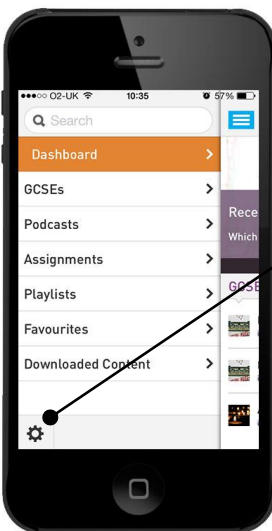 O2-UK 10:35 57%
Search
Dashboard
Rece
GCSEs
Which
Podcasts
Assignments
GCSE
Playlists
Favourites
Downloaded Content